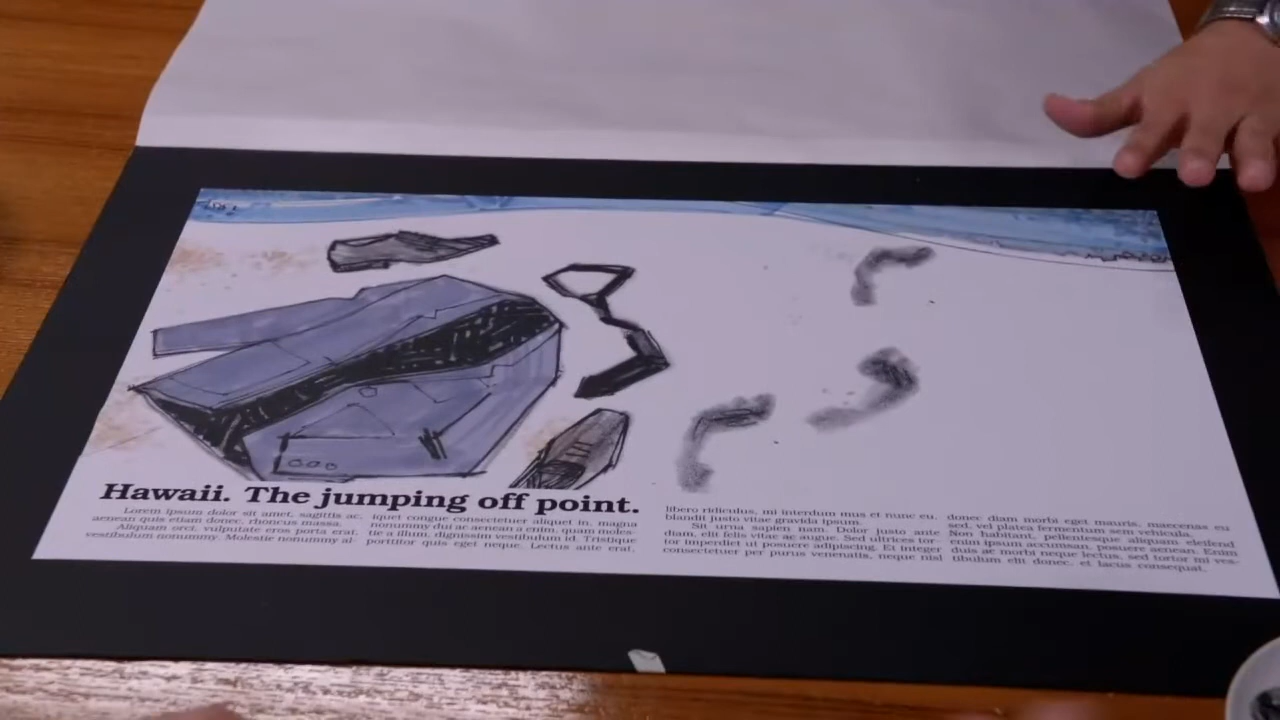 Hawaii. The jumping off point.
Lorem ipsum dolor sit amet, sagittis ac,
aenean quis etiam donec, rhoncus massa.
Aliquam orci, vulputate eros porta erat,
vestibulum nonummy. Molestie nonummy al-
iquet congue consectetuer aliquet in, magna
nonummy dui ac aenean a enim, quam moles-
tie a illum, dignissim vestibulum id. Tristique
porttitor quis eget neque. Lectus ante erat,
libero ridiculus, mi interdum mus et nunc eu,
blandit justo vitae gravida ipsum.
Sit urna sapien nam. Dolor justo ante
diam, elit felis vitae ac augue. Sed ultrices tor-
tor imperdiet ut posuere adipiscing. Et integer
consectetuer per purus venenatis, neque nisl
donec diam morbi eget mauris, maecenas eu
sed, vel platea fermentum sem vehicula.
Non habitant, pellentesque aliquam eleifend
enim ipsum accumsan, posuere aenean. Enim
duis ac morbi neque lectus, sed tortor mi ves-
tibulum elit donec, et lacus consequat.